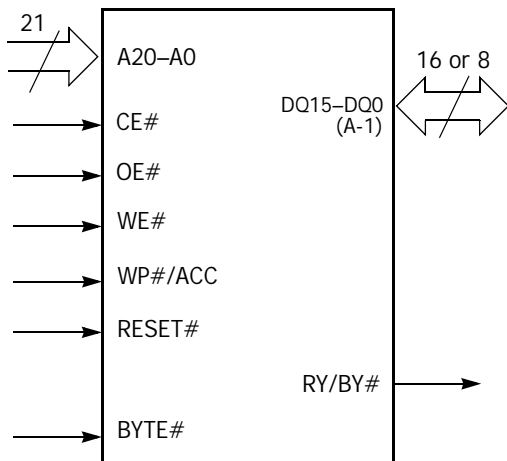 21
A20–A0
16 or 8
CE#
DQ15–DQ0
(A-1)
OE#
WE#
WP#/ACC
RESET#
RY/BY#
BYTE#